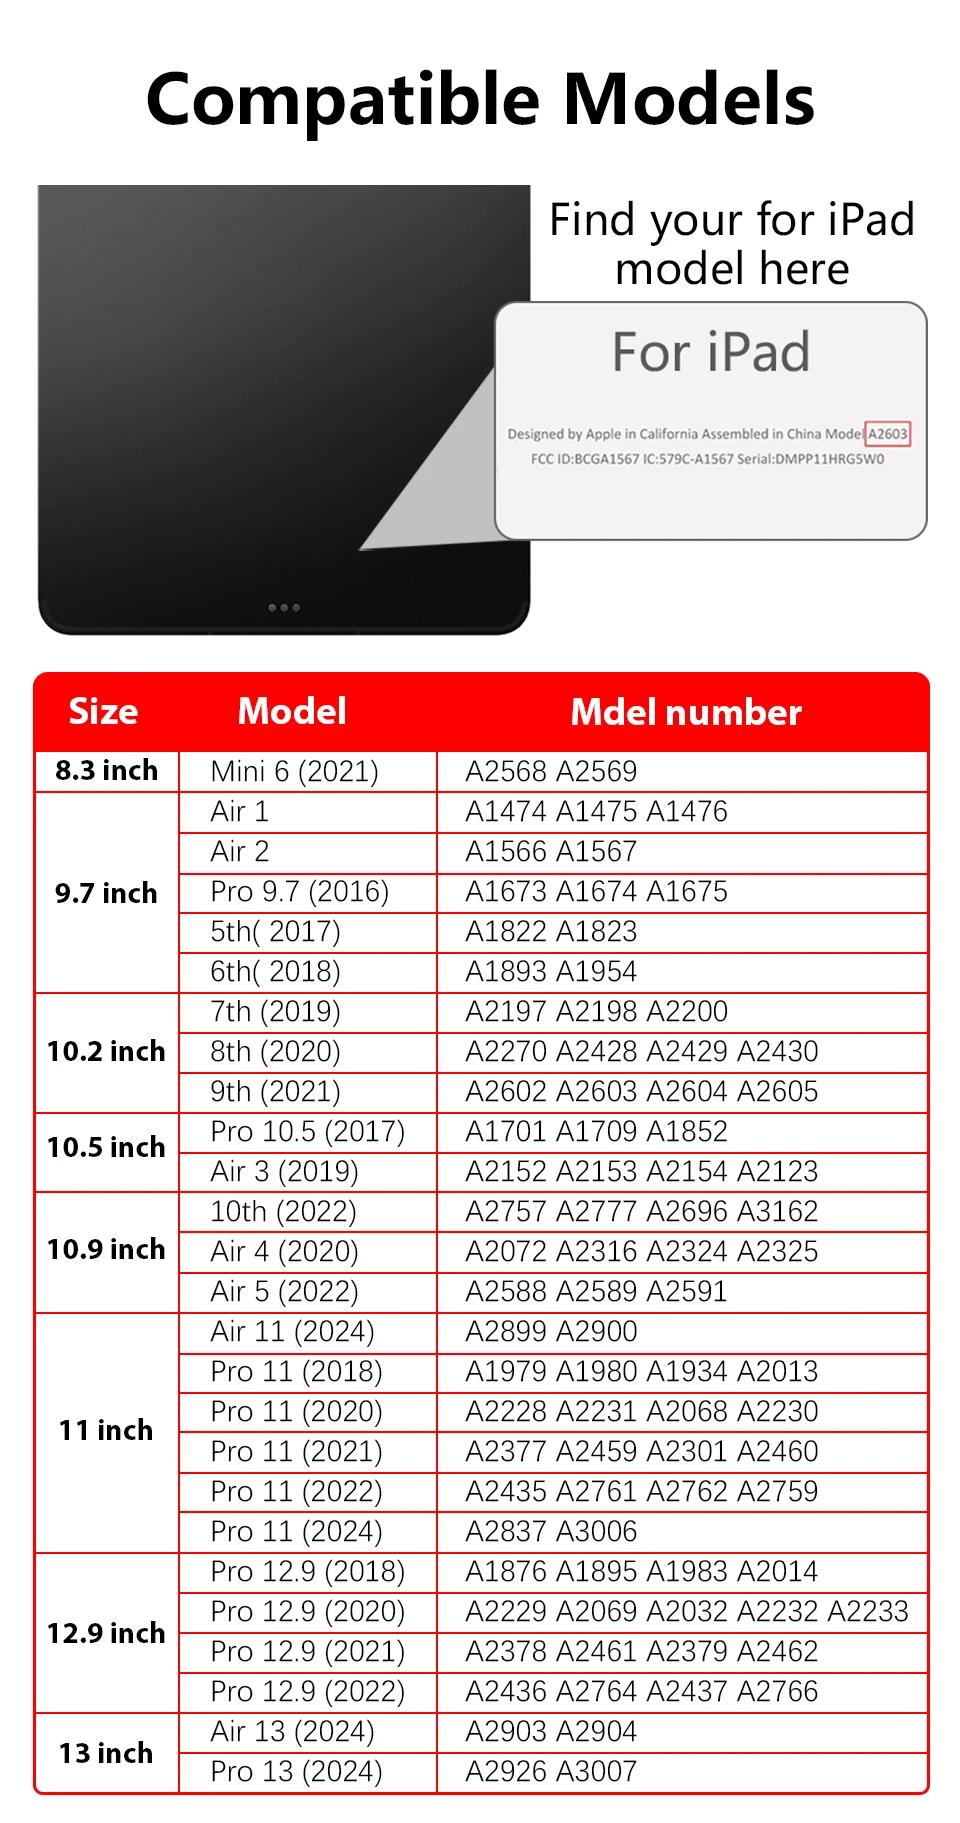 Compatible Models
Find your for iPad
model here
For iPad
Designed by Apple in California Assembled in China Model A2603
FCC ID:BCGA1567 IC:579C-A1567 Serial:DMPP11HRG5W0
Size Model Mdel number
8.3 inch Mini 6 (2021) A2568 A2569
9.7 inch
Air 1 A1474 A1475 A1476
Air 2 A1566 A1567
Pro 9.7 (2016) A1673 A1674 A1675
5th( 2017) A1822 A1823
6th( 2018) A1893 A1954
10.2 inch
7th (2019) A2197 A2198 A2200
8th (2020) A2270 A2428 A2429 A2430
9th (2021) A2602 A2603 A2604 A2605
10.5 inch
Pro 10.5 (2017) A1701 A1709 A1852
Air 3 (2019) A2152 A2153 A2154 A2123
10.9 inch
10th (2022) A2757 A2777 A2696 A3162
Air 4 (2020) A2072 A2316 A2324 A2325
Air 5 (2022) A2588 A2589 A2591
11 inch
Air 11 (2024) A2899 A2900
Pro 11 (2018) A1979 A1980 A1934 A2013
Pro 11 (2020) A2228 A2231 A2068 A2230
Pro 11 (2021) A2377 A2459 A2301 A2460
Pro 11 (2022) A2435 A2761 A2762 A2759
Pro 11 (2024) A2837 A3006
12.9 inch
Pro 12.9 (2018) A1876 A1895 A1983 A2014
Pro 12.9 (2020) A2229 A2069 A2032 A2232 A2233
Pro 12.9 (2021) A2378 A2461 A2379 A2462
Pro 12.9 (2022) A2436 A2764 A2437 A2766
13 inch
Air 13 (2024) A2903 A2904
Pro 13 (2024) A2926 A3007